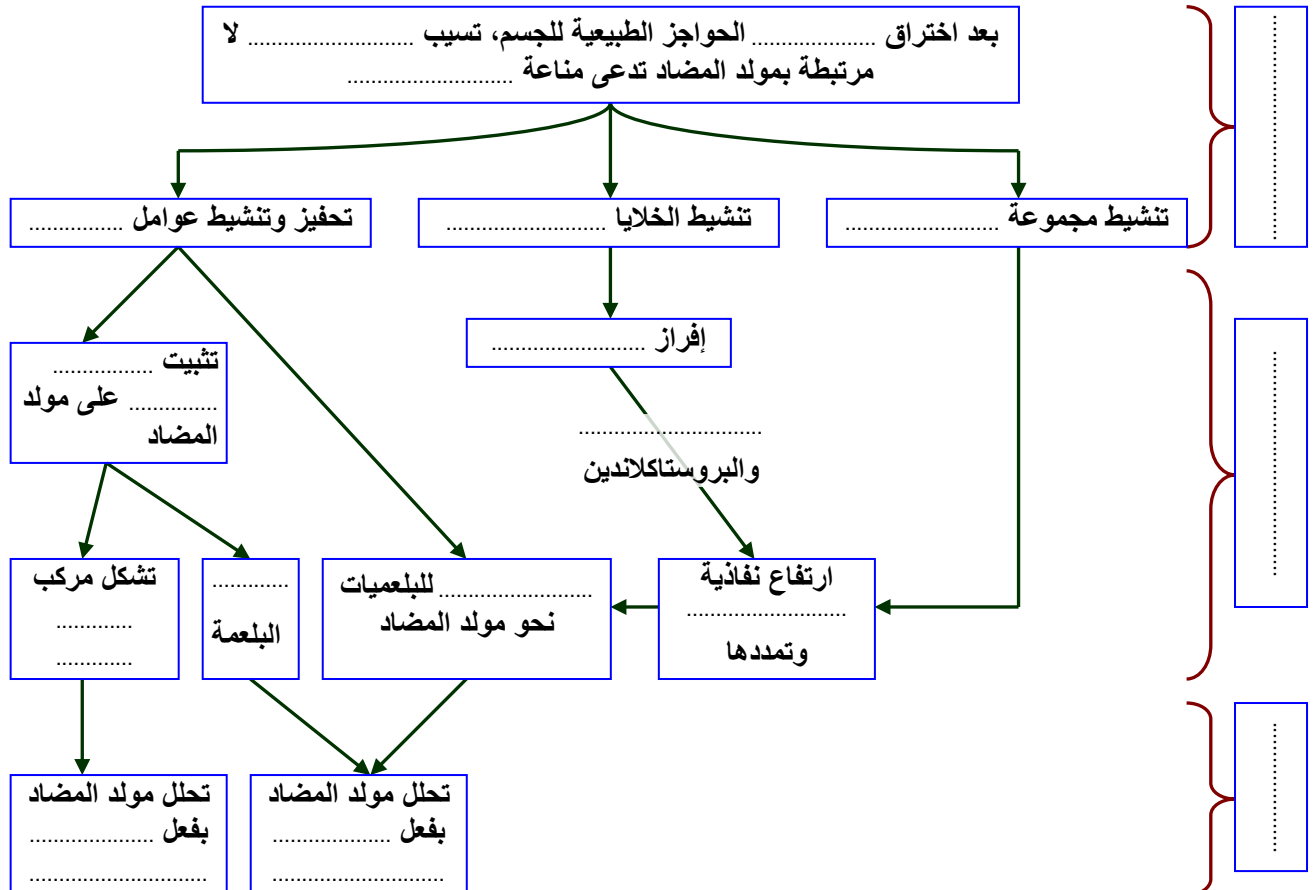 بعد اختراق .................... الحواجز الطبيعية للجسم، تسيب ........................... لا
مرتبطة بمولد المضاد تدعى مناعة ...........................
تنشيط مجموعة .........................
تنشيط الخلايا ..........................
تحفيز وتنشيط عوامل ...............
إفراز .........................
تثبيت ................
.............. على مولد
المضاد
..............................
والبروستاكلاندين
ارتفاع نفاذية
.........................
وتمددها
......................... للبلعميات
نحو مولد المضاد
.............
البلعمة
تشكل مركب
.............
.............
تحلل مولد المضاد
بفعل ...................
............................
تحلل مولد المضاد
بفعل ....................
.............................
........................................
........................................
.......................